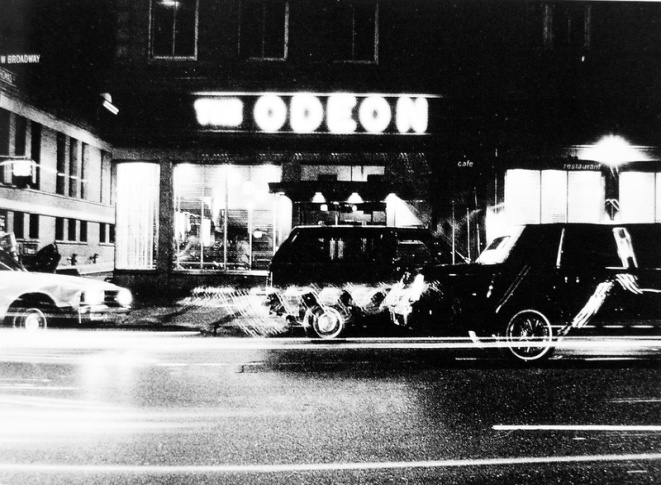 W BROADWAY
THE ODEON
cafe
restaurant